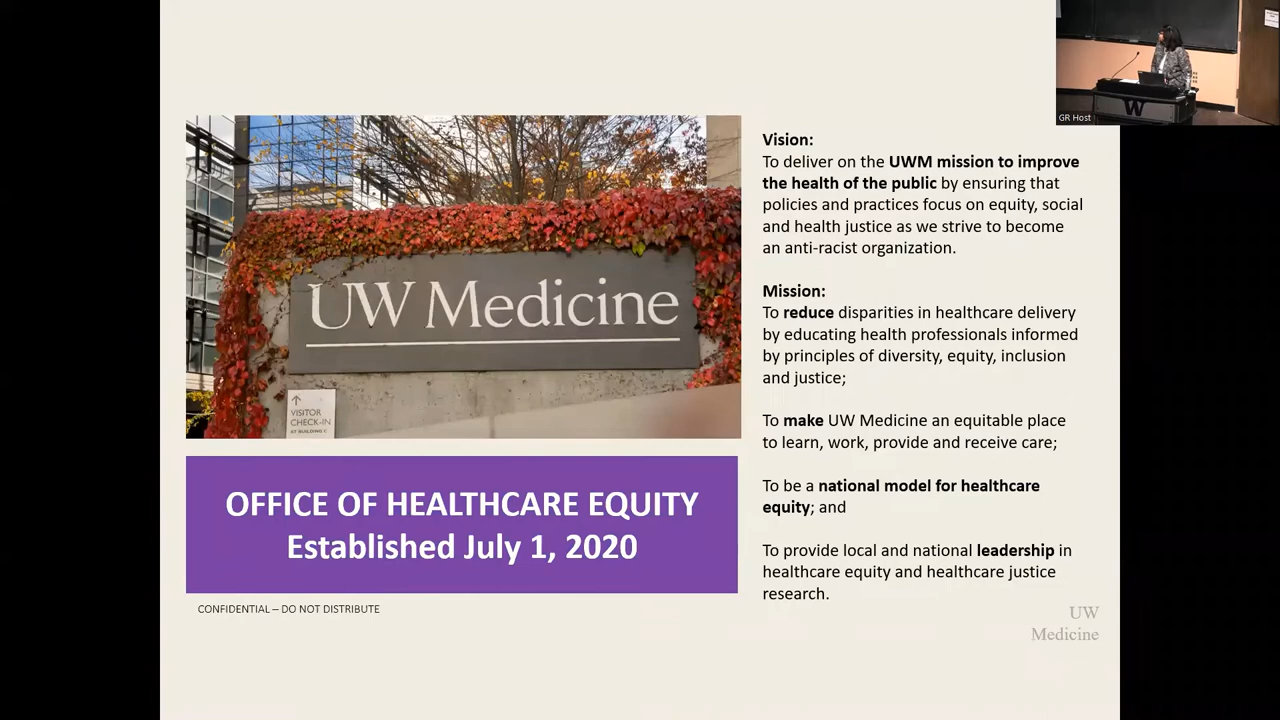 GR Host
UW Medicine
VISITOR
CHECK-IN
AT BUILDING C
OFFICE OF HEALTHCARE EQUITY
Established July 1, 2020
CONFIDENTIAL – DO NOT DISTRIBUTE
Vision:
To deliver on the UWM mission to improve
the health of the public by ensuring that
policies and practices focus on equity, social
and health justice as we strive to become
an anti-racist organization.
Mission:
To reduce disparities in healthcare delivery
by educating health professionals informed
by principles of diversity, equity, inclusion
and justice;
To make UW Medicine an equitable place
to learn, work, provide and receive care;
To be a national model for healthcare
equity; and
To provide local and national leadership in
healthcare equity and healthcare justice
research.
UW
Medicine
W